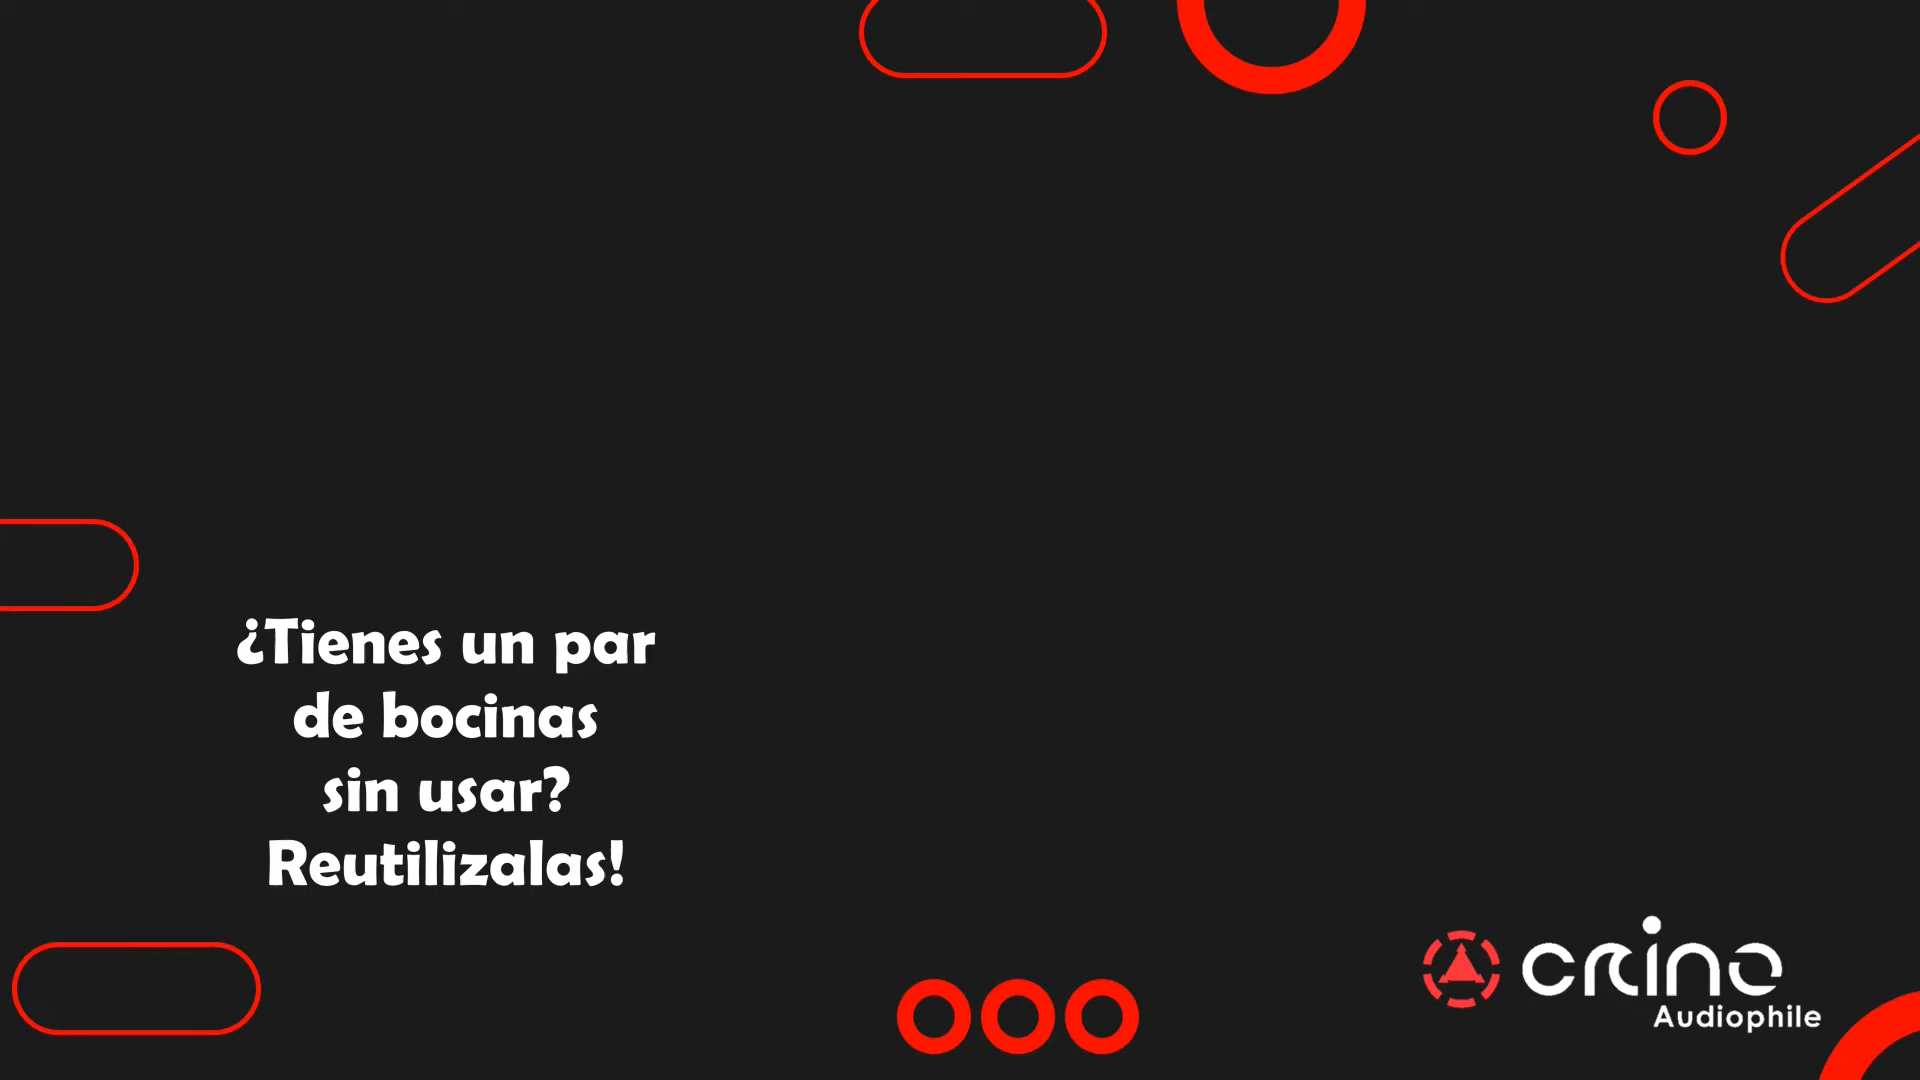 ¿Tienes un par
de bocinas
sin usar?
Reutilizalas!
crino
Audiophile